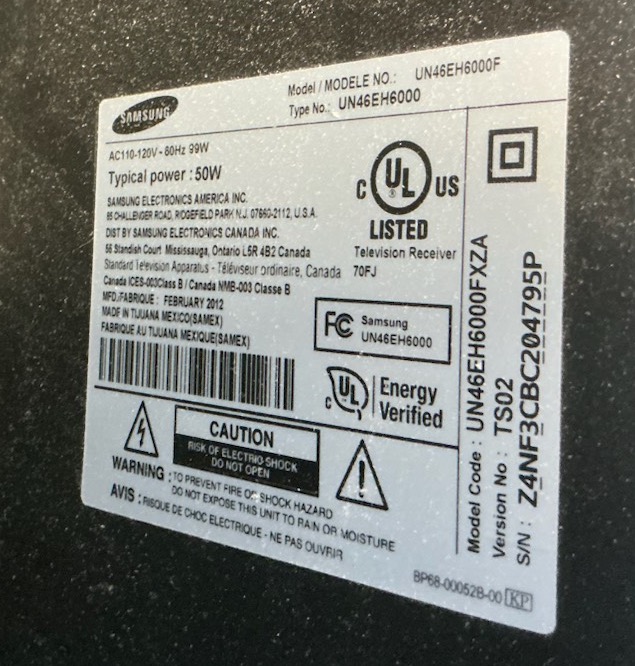 SAMSUNG
Model / MODELE NO.: UN46EH6000F
Type No.: UN46EH6000
AC110-120V~60Hz 99W
Typical power : 50W
SAMSUNG ELECTRONICS AMERICA INC.
85 CHALLENGER ROAD, RIDGEFIELD PARK N.J. 07660-2112, U.S.A.
DIST BY SAMSUNG ELECTRONICS CANADA INC.
56 Standish Court Mississauga, Ontario L5R 4B2 Canada
Standard Television Apparatus - Téléviseur ordinaire, Canada
Canada ICES-003Class B / Canada NMB-003 Classe B
MFD./FABRIQUE : FEBRUARY 2012
MADE IN TIJUANA MEXICO(SAMEX)
FABRIQUE AU TIJUANA MEXIQUE(SAMEX)
C UL US
®
LISTED
Television Receiver
70FJ
FC Samsung
UN46EH6000
C UL Energy
Verified
CAUTION
RISK OF ELECTRIC SHOCK
DO NOT OPEN
WARNING : TO PREVENT FIRE OR SHOCK HAZARD
DO NOT EXPOSE THIS UNIT TO RAIN OR MOISTURE
AVIS : RISQUE DE CHOC ELECTRIQUE - NE PAS OUVRIR
Model Code : UN46EH6000FXZA
Version No : TS02
S/N : Z4NF3CBC204795P
BP68-00052B-00 KP